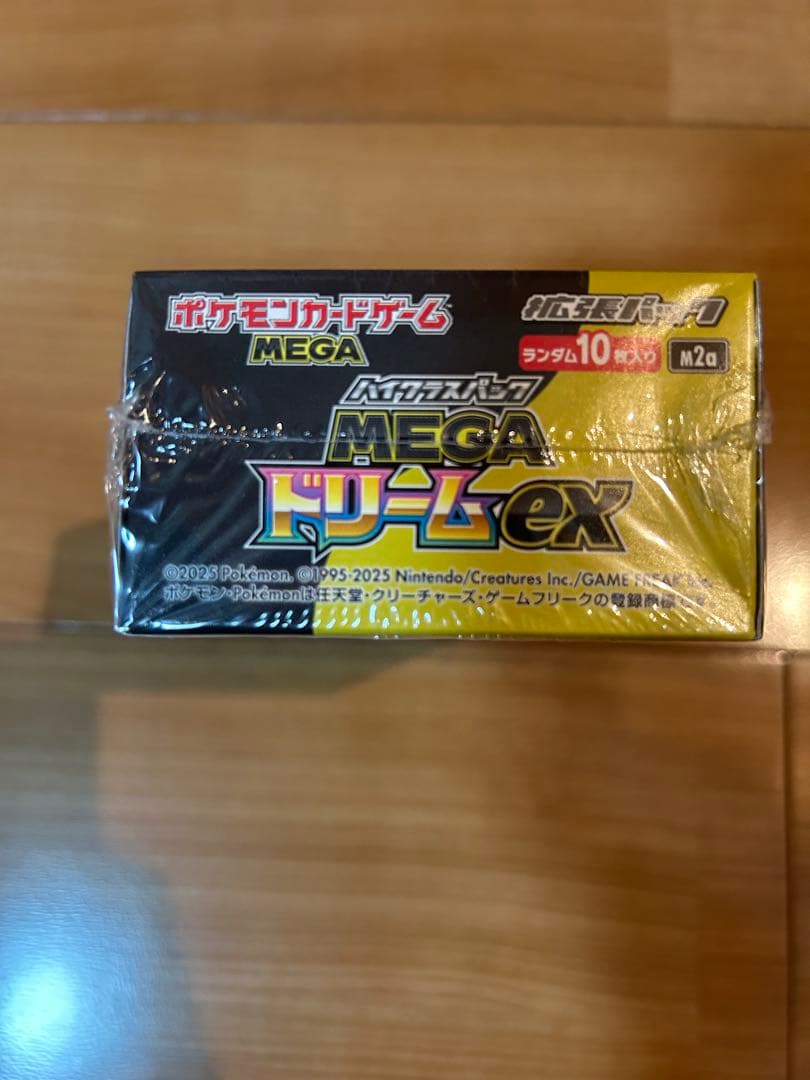 ポケモンカードゲーム
MEGA
拡張パック
ランダム10枚入り
M2a
ハイクラスパック
MEGA
ドリームex
©2025 Pokémon. ©1995-2025 Nintendo/Creatures Inc./GAME FREAK inc.
ポケモン・Pokémonは任天堂・クリーチャーズ・ゲームフリークの登録商標です。